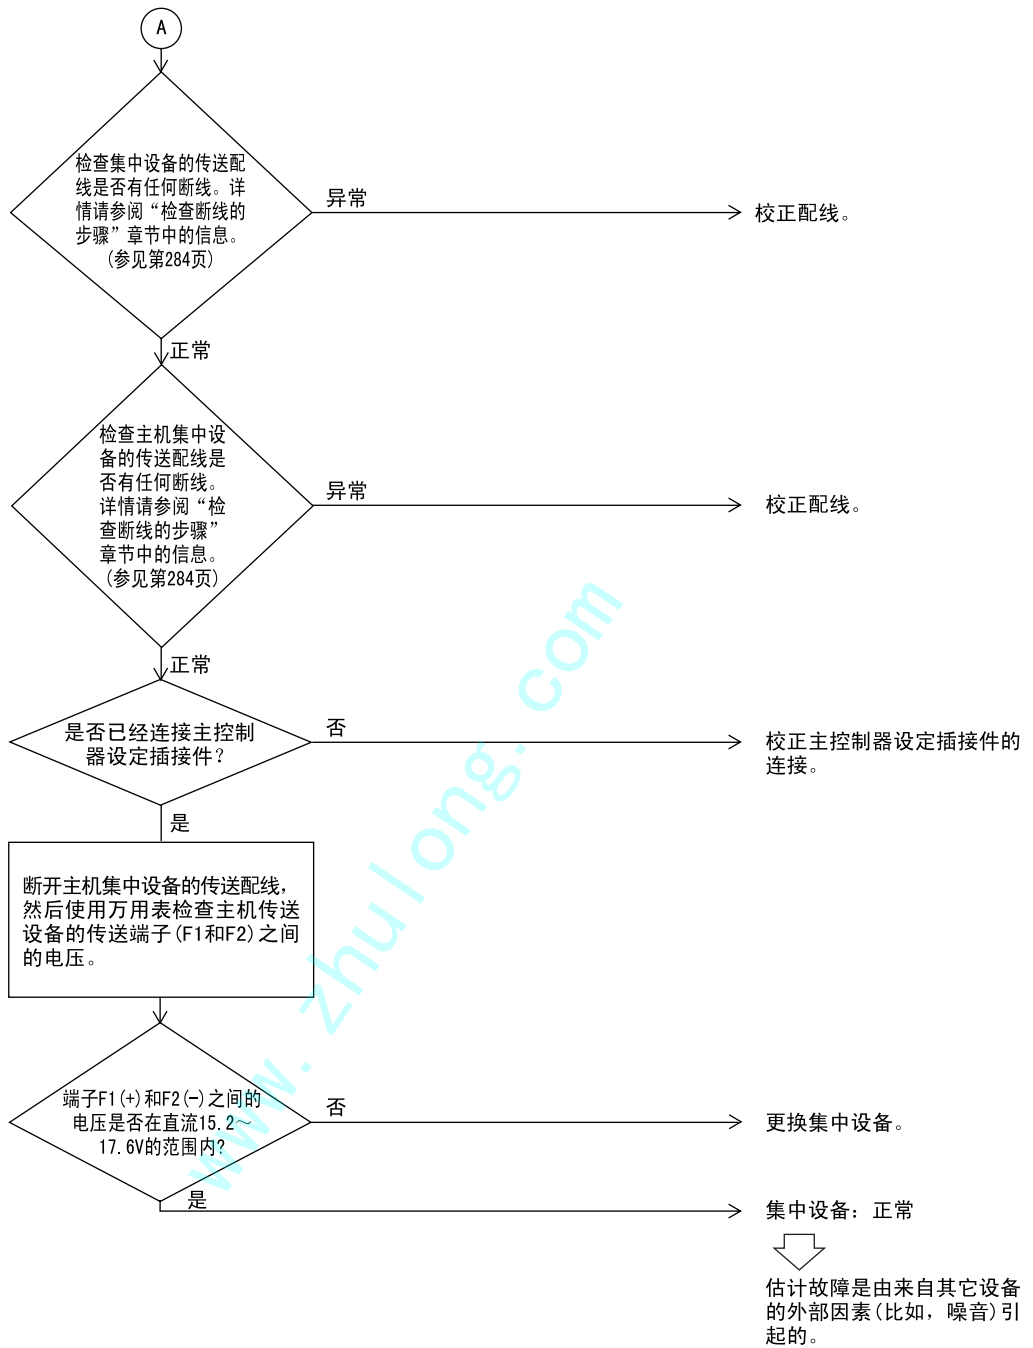 A
检查集中设备的传送配
线是否有任何断线。详
情请参阅“检查断线的
步骤”章节中的信息。
(参见第284页)
异常
校正配线。
正常
检查主机集中设
备的传送配线是
否有任何断线。
详情请参阅“检
查断线的步骤”
章节中的信息。
(参见第284页)
异常
校正配线。
正常
是否已经连接主控制
器设定插接件?
否
校正主控制器设定插接件的
连接。
是
断开主机集中设备的传送配线,
然后使用万用表检查主机传送
设备的传送端子(F1和F2)之间
的电压。
端子F1(+)和F2(-)之间的
电压是否在直流15.2～
17.6V的范围内?
否
更换集中设备。
是
集中设备: 正常
估计故障是由来自其它设备
的外部因素(比如, 噪音)引
起的。
www.zhulong.com